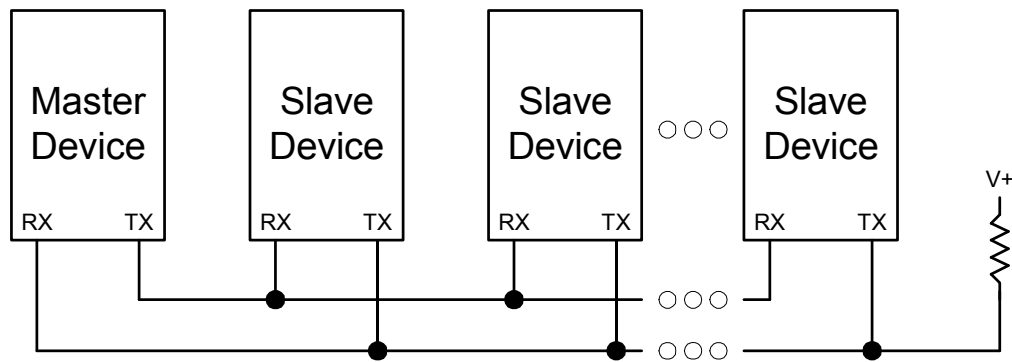 Master
Device
Slave
Device
Slave
Device
Slave
Device
V+
RX TX
RX TX
RX TX
RX TX